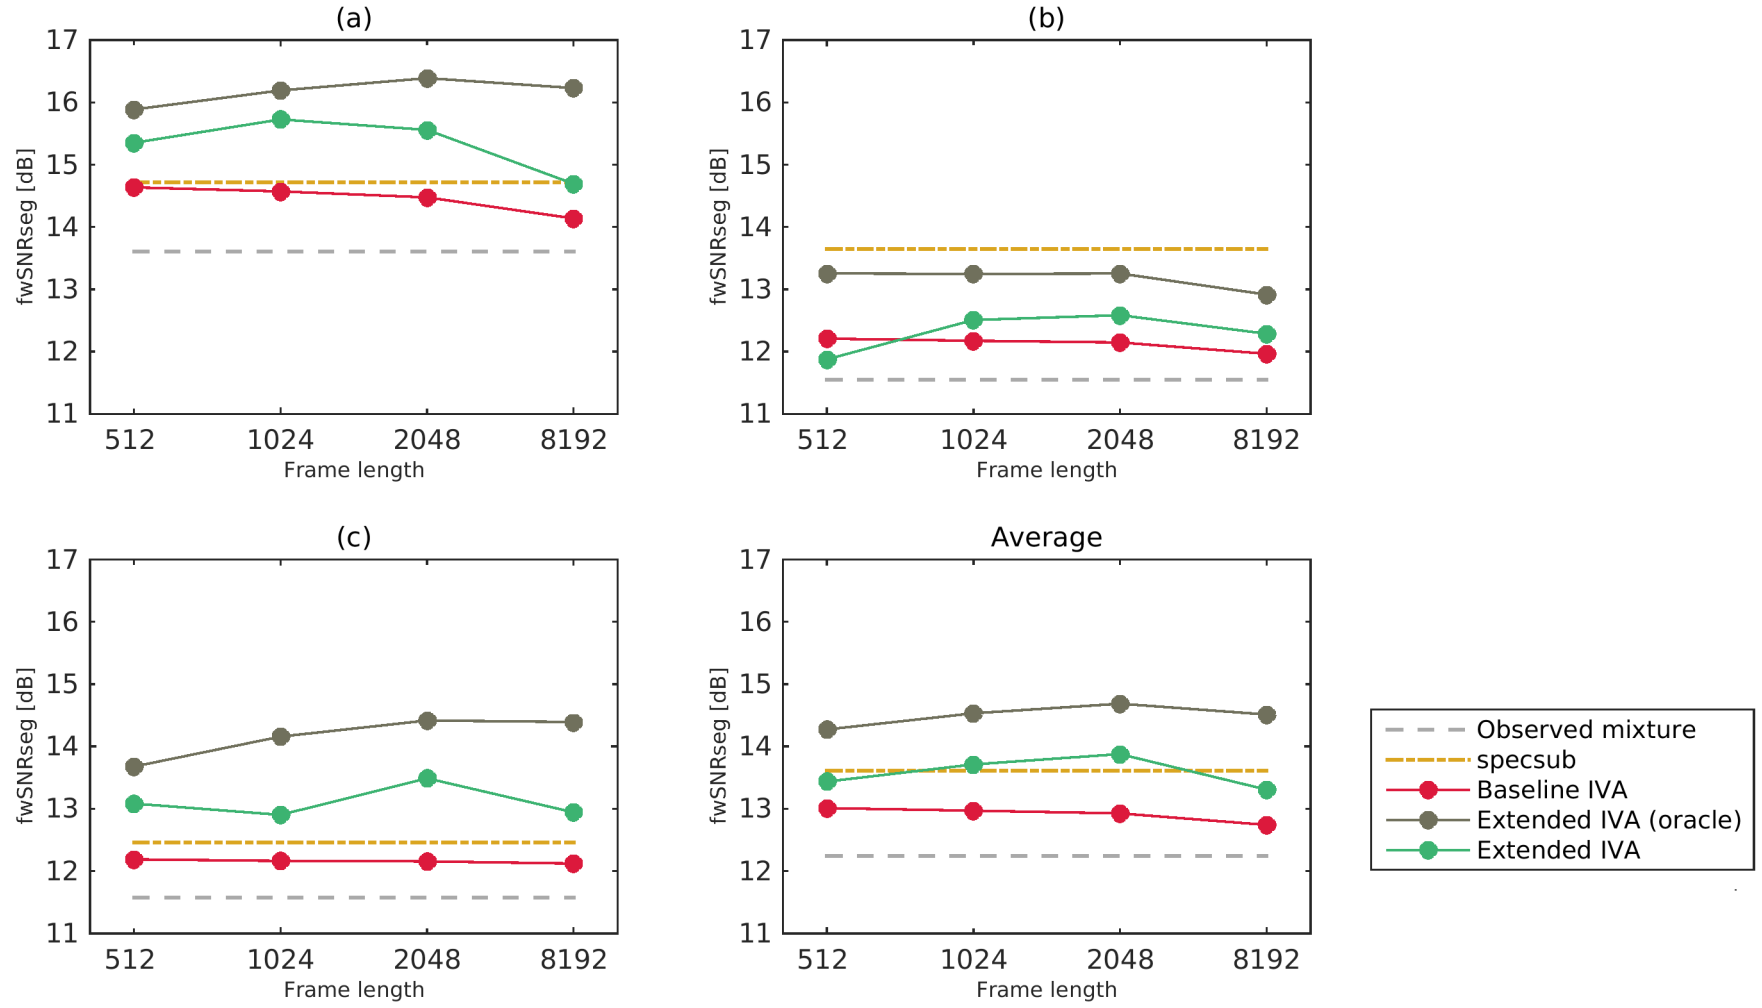 (a)
17
16
15
14
13
12
11
fwSNRseg [dB]
512 1024 2048 8192
Frame length
(b)
17
16
15
14
13
12
11
fwSNRseg [dB]
512 1024 2048 8192
Frame length
(c)
17
16
15
14
13
12
11
fwSNRseg [dB]
512 1024 2048 8192
Frame length
Average
17
16
15
14
13
12
11
fwSNRseg [dB]
512 1024 2048 8192
Frame length
Observed mixture
specsub
Baseline IVA
Extended IVA (oracle)
Extended IVA